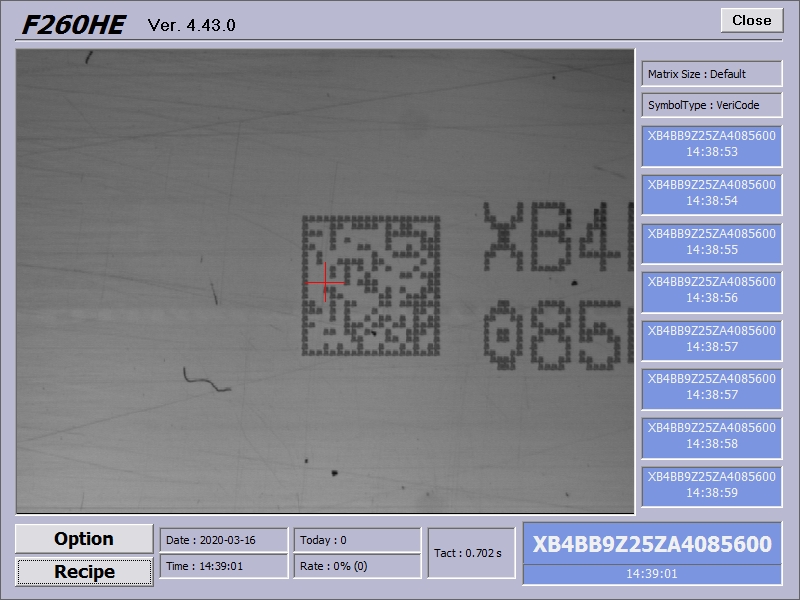 F260HE Ver. 4.43.0
Close
Matrix Size : Default
SymbolType : VeriCode
XB4BB9Z25ZA4085600
14:38:53
XB4BB9Z25ZA4085600
14:38:54
XB4BB9Z25ZA4085600
14:38:55
XB4BB9Z25ZA4085600
14:38:56
XB4BB9Z25ZA4085600
14:38:57
XB4BB9Z25ZA4085600
14:38:57
XB4BB9Z25ZA4085600
14:38:58
XB4BB9Z25ZA4085600
14:38:59
XB4
085
Option
Recipe
Date : 2020-03-16
Time : 14:39:01
Today : 0
Rate : 0% (0)
Tact : 0.702 s
XB4BB9Z25ZA4085600
14:39:01